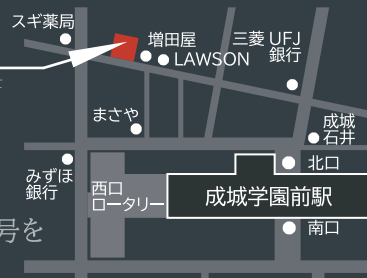 スギ薬局
増田屋
LAWSON
三菱 UFJ
銀行
まさや
成城
石井
みずほ
銀行
西口
ロータリー
北口
成城学園前駅
南口
号を